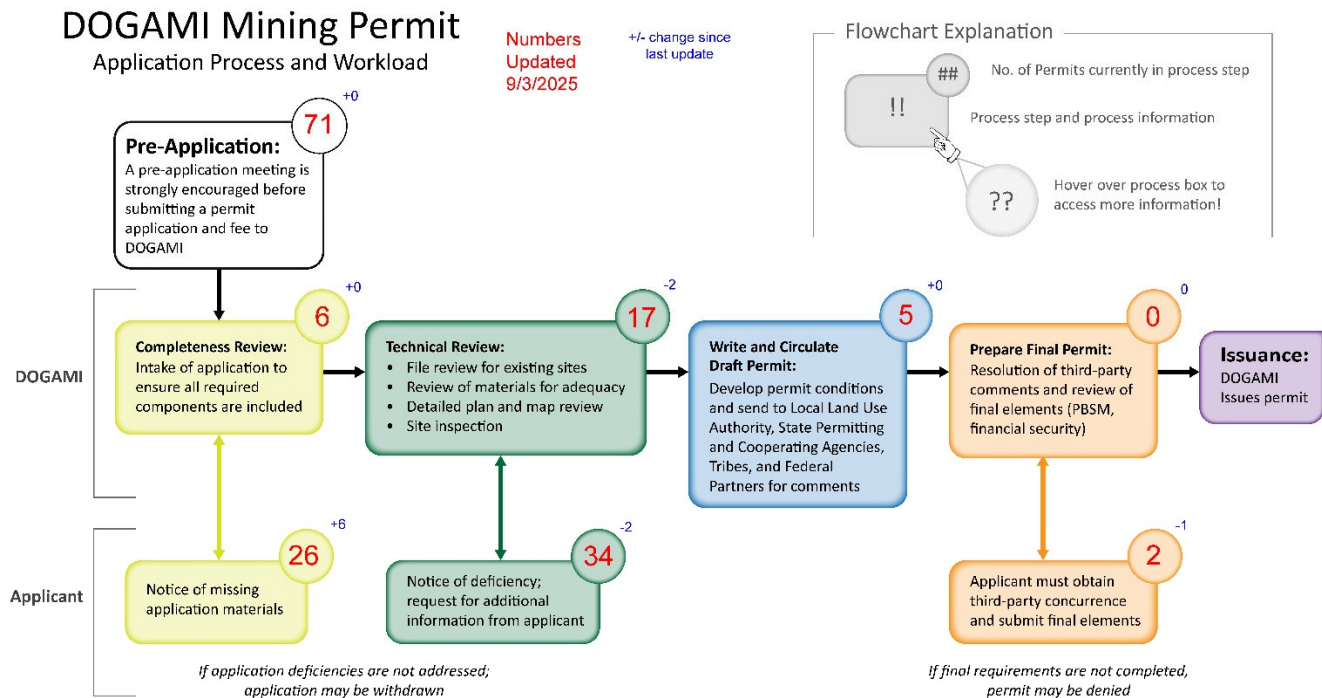 DOGAMI Mining Permit
Application Process and Workload
Numbers
Updated
9/3/2025
+/- change since
last update
Flowchart Explanation
##
No. of Permits currently in process step
!!
Process step and process information
??
Hover over process box to
access more information!
+0
71
Pre-Application:
A pre-application meeting is
strongly encouraged before
submitting a permit
application and fee to
DOGAMI
DOGAMI
+0
6
Completeness Review:
Intake of application to
ensure all required
components are included
-2
17
Technical Review:
• File review for existing sites
• Review of materials for adequacy
• Detailed plan and map review
• Site inspection
+0
5
Write and Circulate
Draft Permit:
Develop permit conditions
and send to Local Land Use
Authority, State Permitting
and Cooperating Agencies,
Tribes, and Federal
Partners for comments
0
0
Prepare Final Permit:
Resolution of third-party
comments and review of
final elements (PBSM,
financial security)
Issuance:
DOGAMI
Issues permit
Applicant
+6
26
Notice of missing
application materials
-2
34
Notice of deficiency;
request for additional
information from applicant
-1
2
Applicant must obtain
third-party concurrence
and submit final elements
If application deficiencies are not addressed;
application may be withdrawn
If final requirements are not completed,
permit may be denied